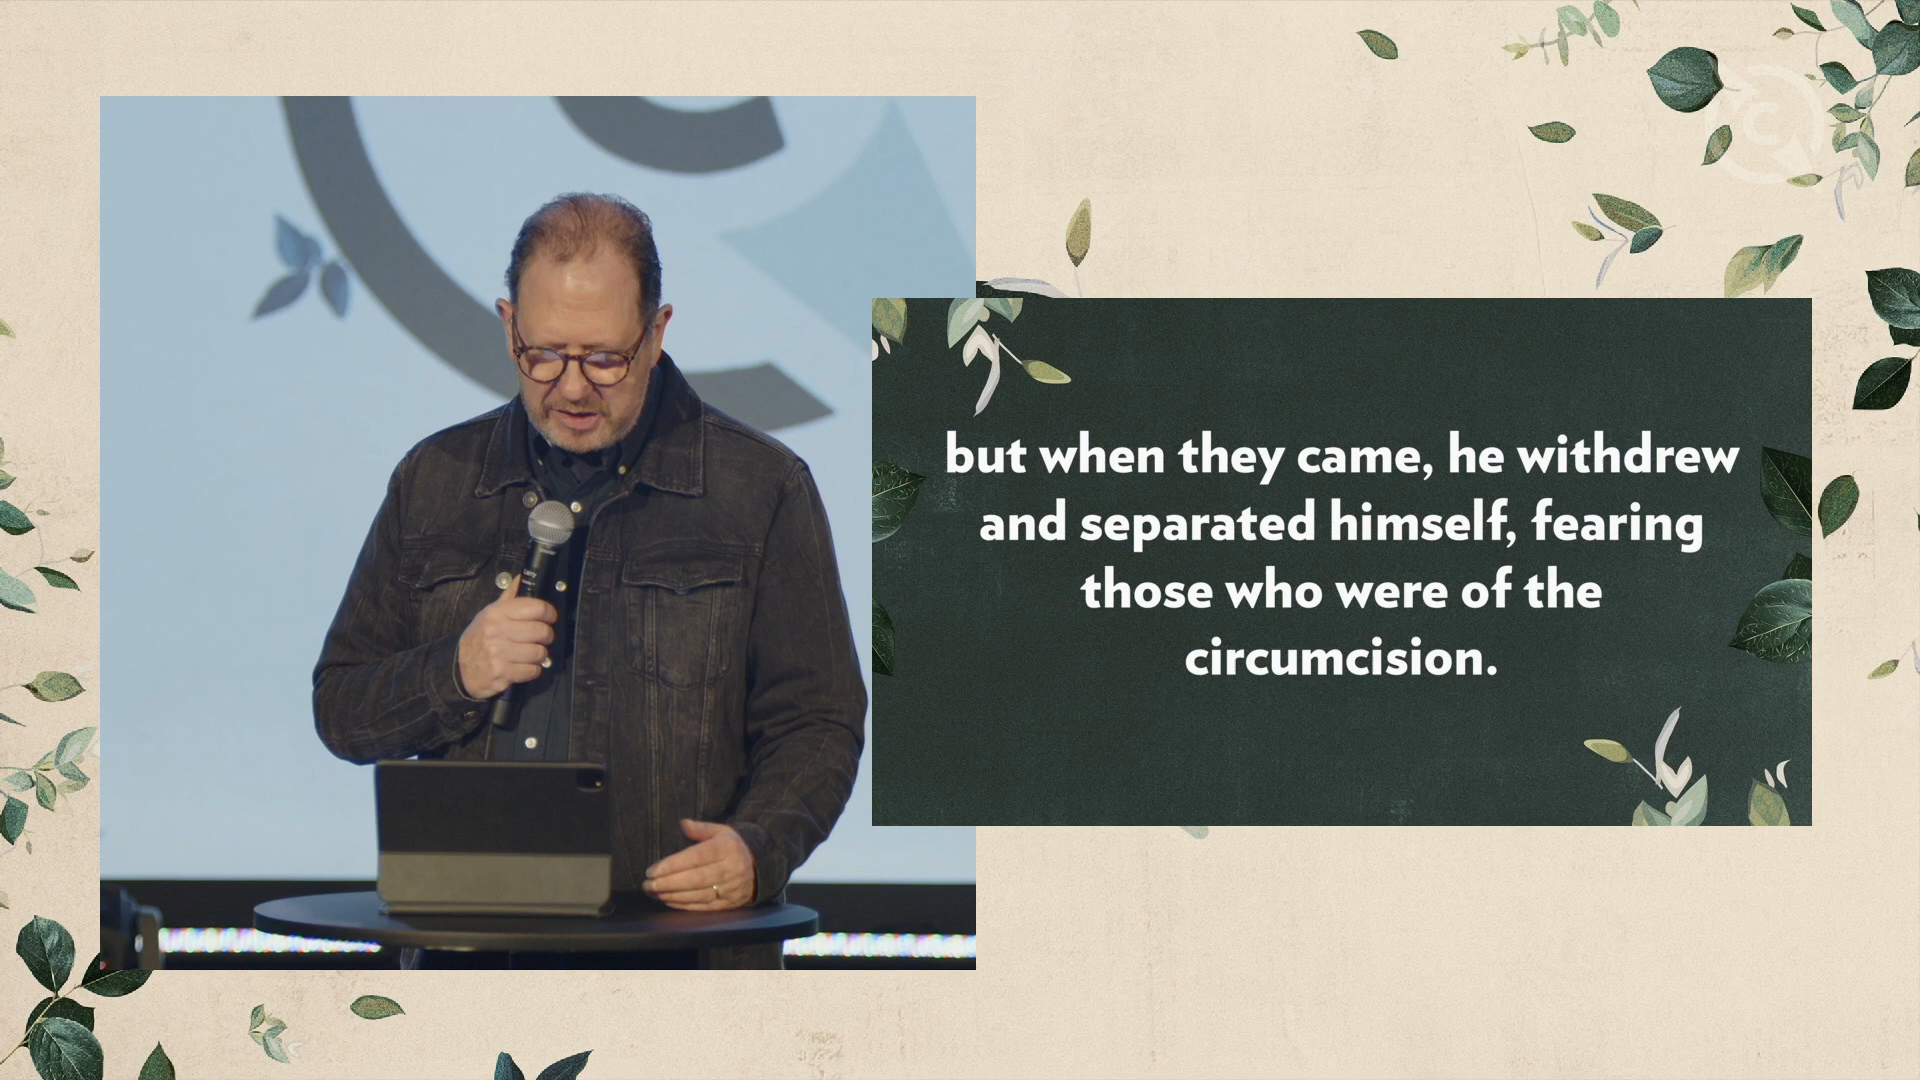 but when they came, he withdrew
and separated himself, fearing
those who were of the
circumcision.